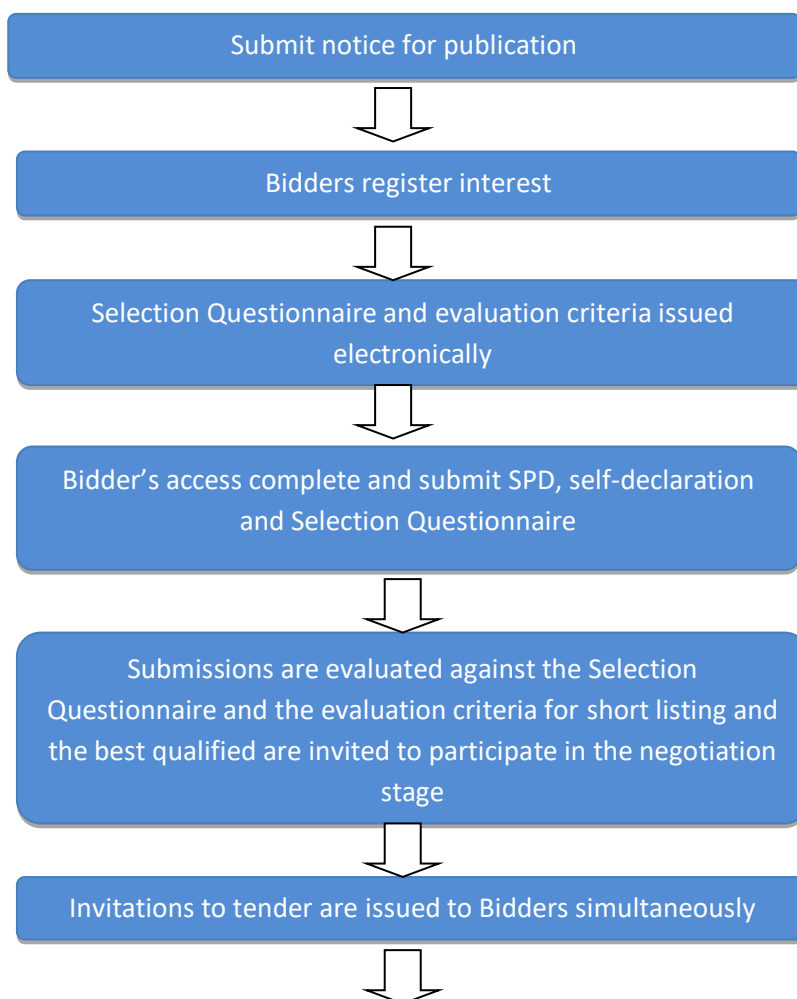 Submit notice for publication
Bidders register interest
Selection Questionnaire and evaluation criteria issued
electronically
Bidder’s access complete and submit SPD, self-declaration
and Selection Questionnaire
Submissions are evaluated against the Selection
Questionnaire and the evaluation criteria for short listing and
the best qualified are invited to participate in the negotiation
stage
Invitations to tender are issued to Bidders simultaneously